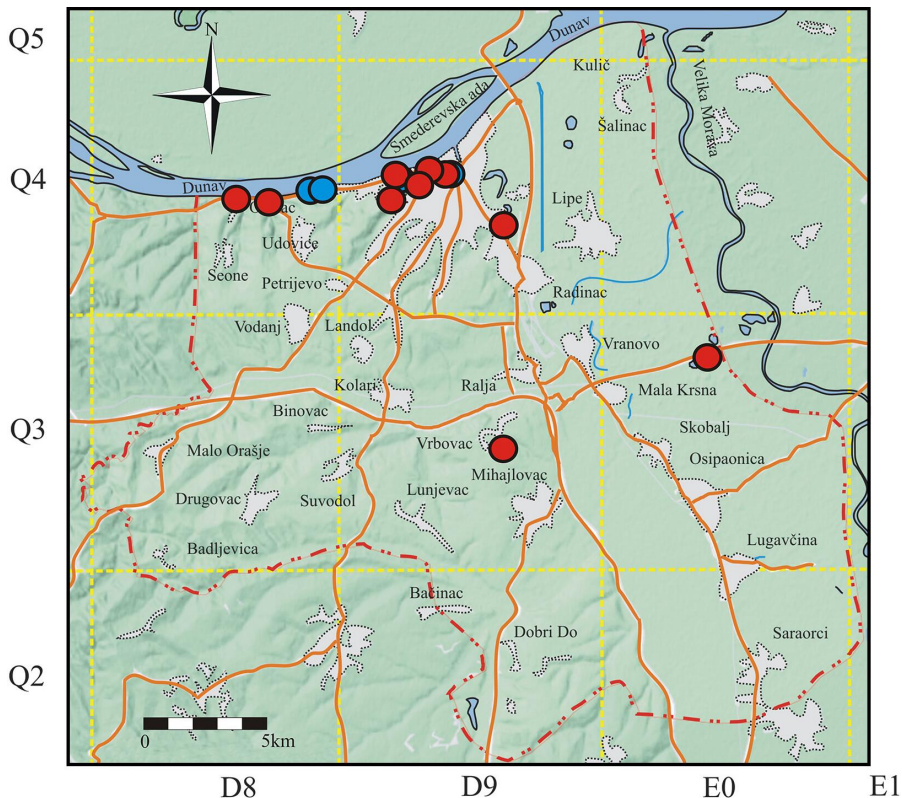 Q5
N
Dunav
Kulič
Velika Morava
Smederevska ada
Šalinac
Q4
Dunav
Lipe
Udoviče
Seone
Petrijevo
Radinac
Vodanj
Landol
Vranovo
Kolari
Ralja
Mala Krsna
Binovac
Q3
Skobalj
Vrbovac
Malo Orašje
Osipaonica
Mihajlovac
Drugovac
Suvodol
Lunjevac
Lugavčina
Badljevica
Bačinac
Dobri Do
Saraorci
Q2
0
5km
D8
D9
E0
E1